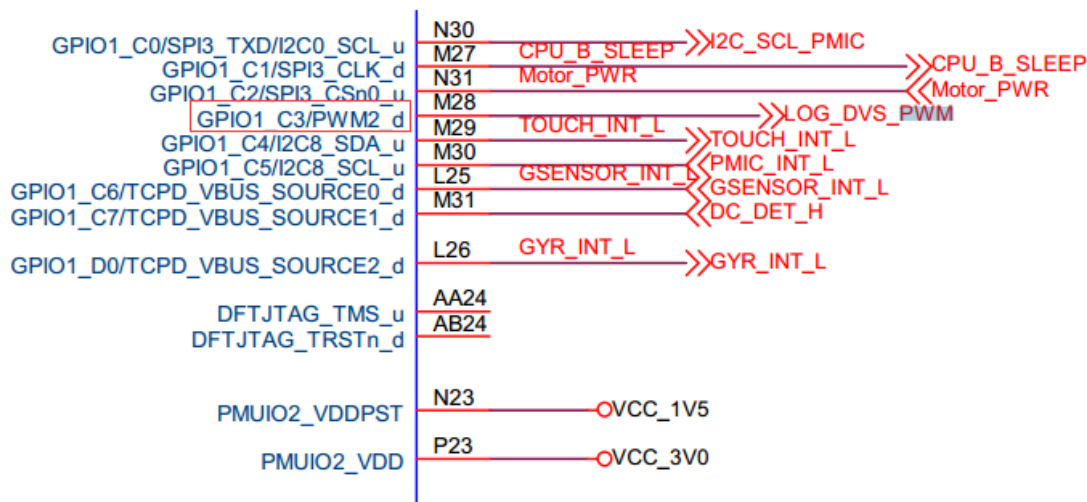 GPIO1_C0/SPI3_TXD/I2C0_SCL_u N30 I2C_SCL_PMIC
GPIO1_C1/SPI3_CLK_d M27 CPU_B_SLEEP CPU_B_SLEEP
GPIO1_C2/SPI3_CSn0_u N31 Motor_PWR Motor_PWR
GPIO1_C3/PWM2_d M28 LOG_DVS_PWM
GPIO1_C4/I2C8_SDA_u M29 TOUCH_INT_L TOUCH_INT_L
GPIO1_C5/I2C8_SCL_u M30 PMIC_INT_L
GPIO1_C6/TCPD_VBUS_SOURCE0_d L25 GSENSOR_INT_L GSENSOR_INT_L
GPIO1_C7/TCPD_VBUS_SOURCE1_d M31 DC_DET_H
GPIO1_D0/TCPD_VBUS_SOURCE2_d L26 GYR_INT_L GYR_INT_L
DFTJTAG_TMS_u AA24
DFTJTAG_TRSTn_d AB24
PMUIO2_VDDPST N23 VCC_1V5
PMUIO2_VDD P23 VCC_3V0